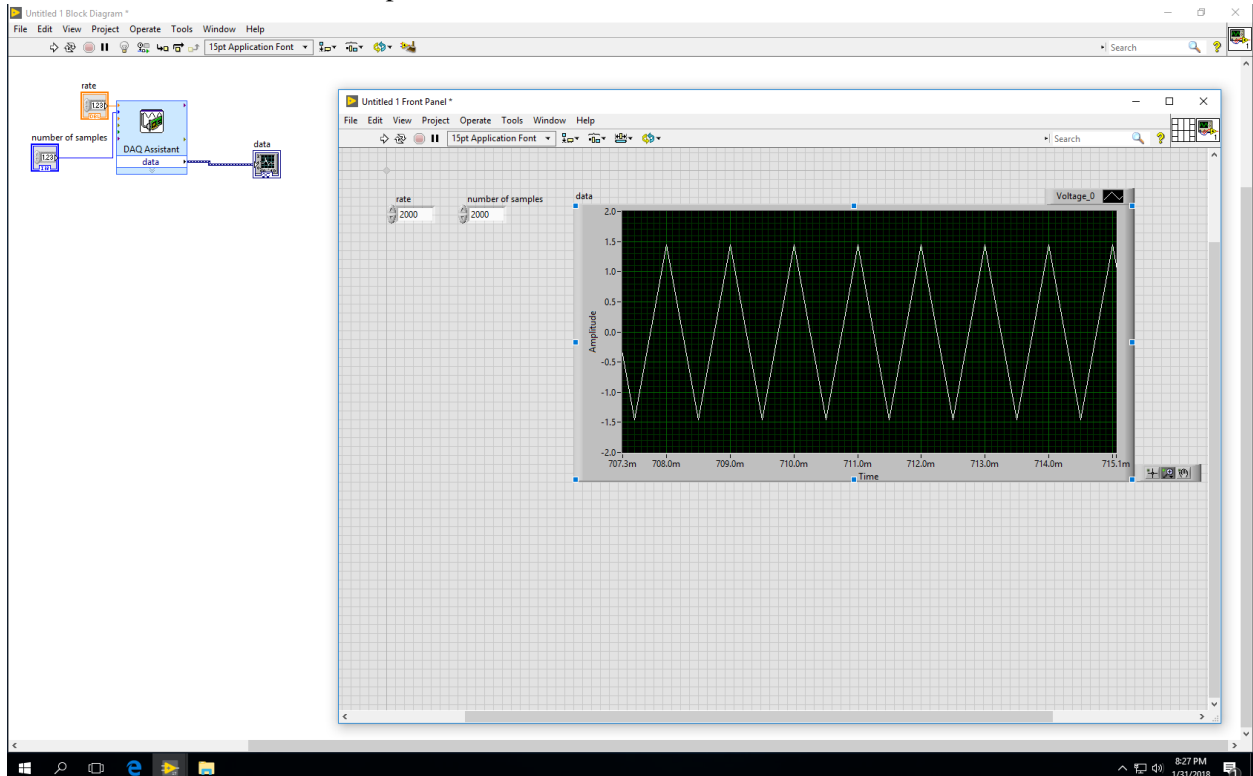 Untitled 1 Block Diagram *
File Edit View Project Operate Tools Window Help
15pt Application Font
Search
rate
1.23
number of samples
1.23
DAQ Assistant
data
data
Untitled 1 Front Panel *
File Edit View Project Operate Tools Window Help
15pt Application Font
Search
rate
2000
number of samples
2000
data
Voltage_0
2.0
1.5
1.0
0.5
0.0
-0.5
-1.0
-1.5
-2.0
Amplitude
707.3m 708.0m 709.0m 710.0m 711.0m 712.0m 713.0m 714.0m 715.1m
Time
8:27 PM
1/31/2018